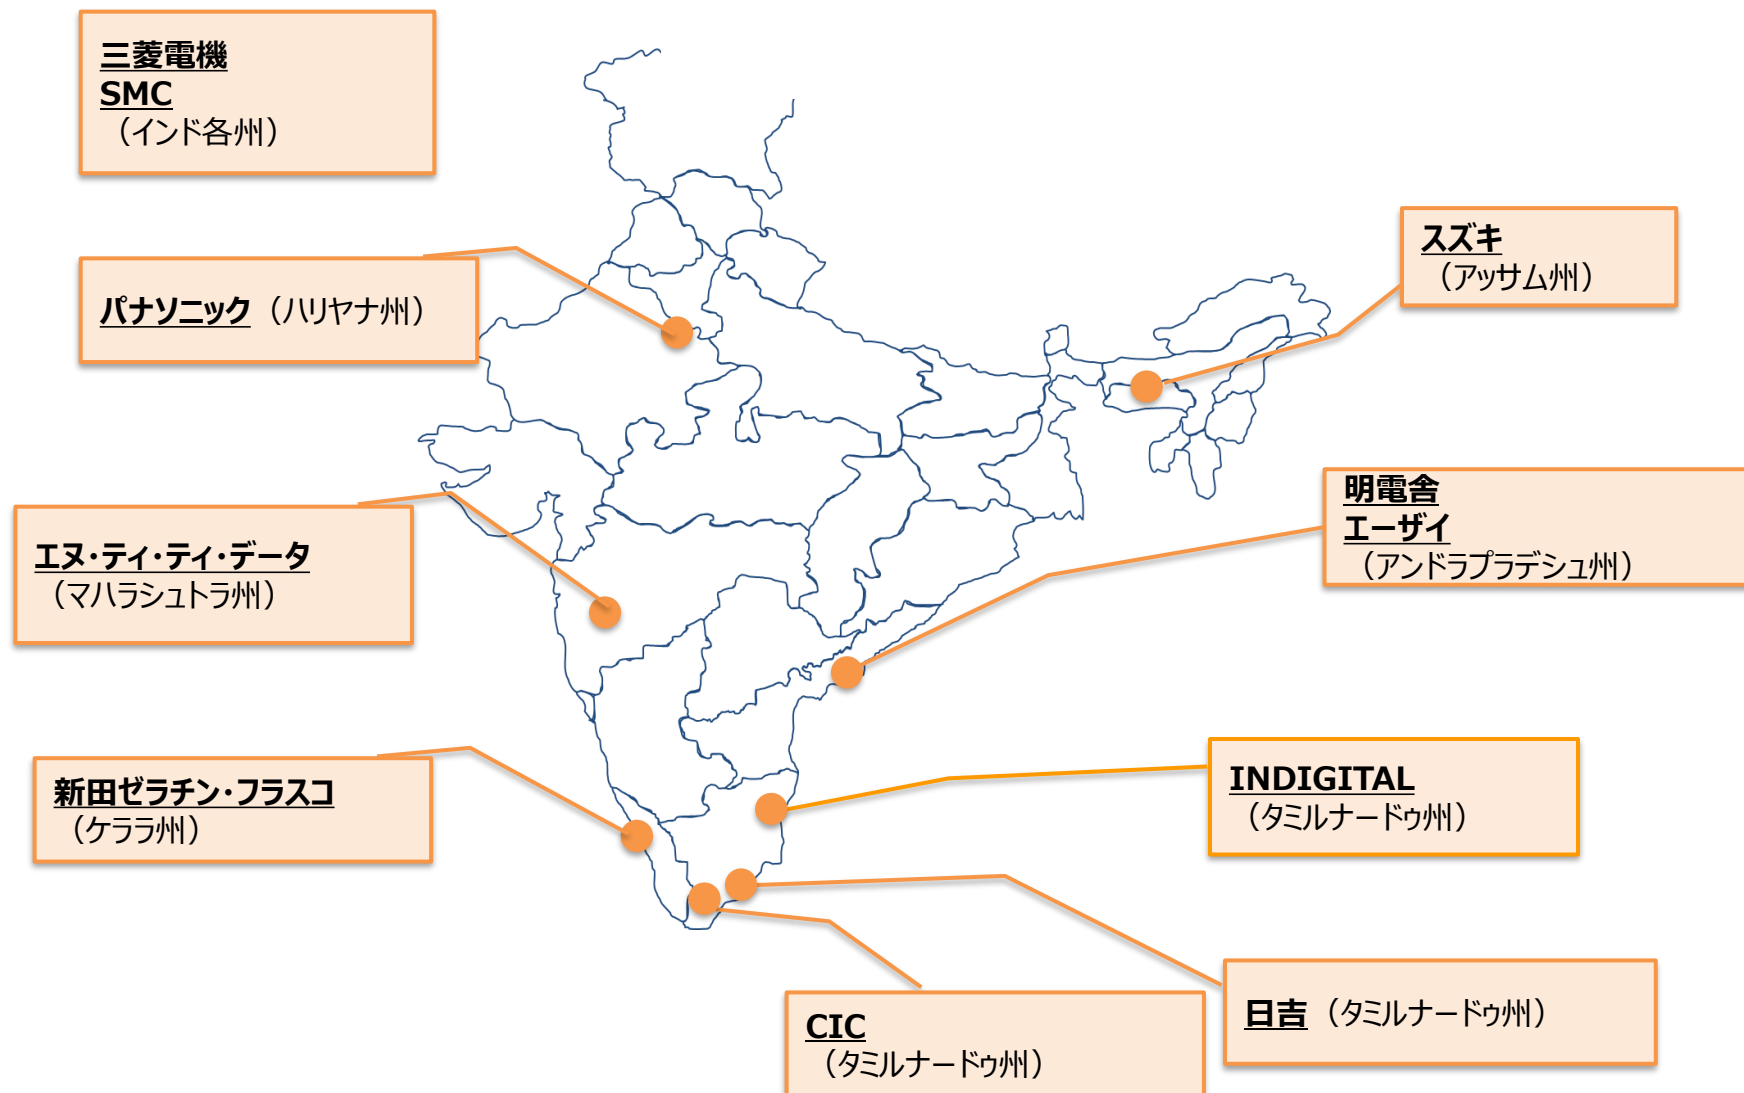 三菱電機
SMC
（インド各州）
パナソニック（ハリヤナ州）
スズキ
（アッサム州）
明電舎
エーザイ
（アンドラプラデシュ州）
エヌ・ティ・ティ・データ
（マハラシュトラ州）
新田ゼラチン・フラスコ
（ケララ州）
INDIGITAL
（タミルナードゥ州）
日吉（タミルナードゥ州）
CIC
（タミルナードゥ州）